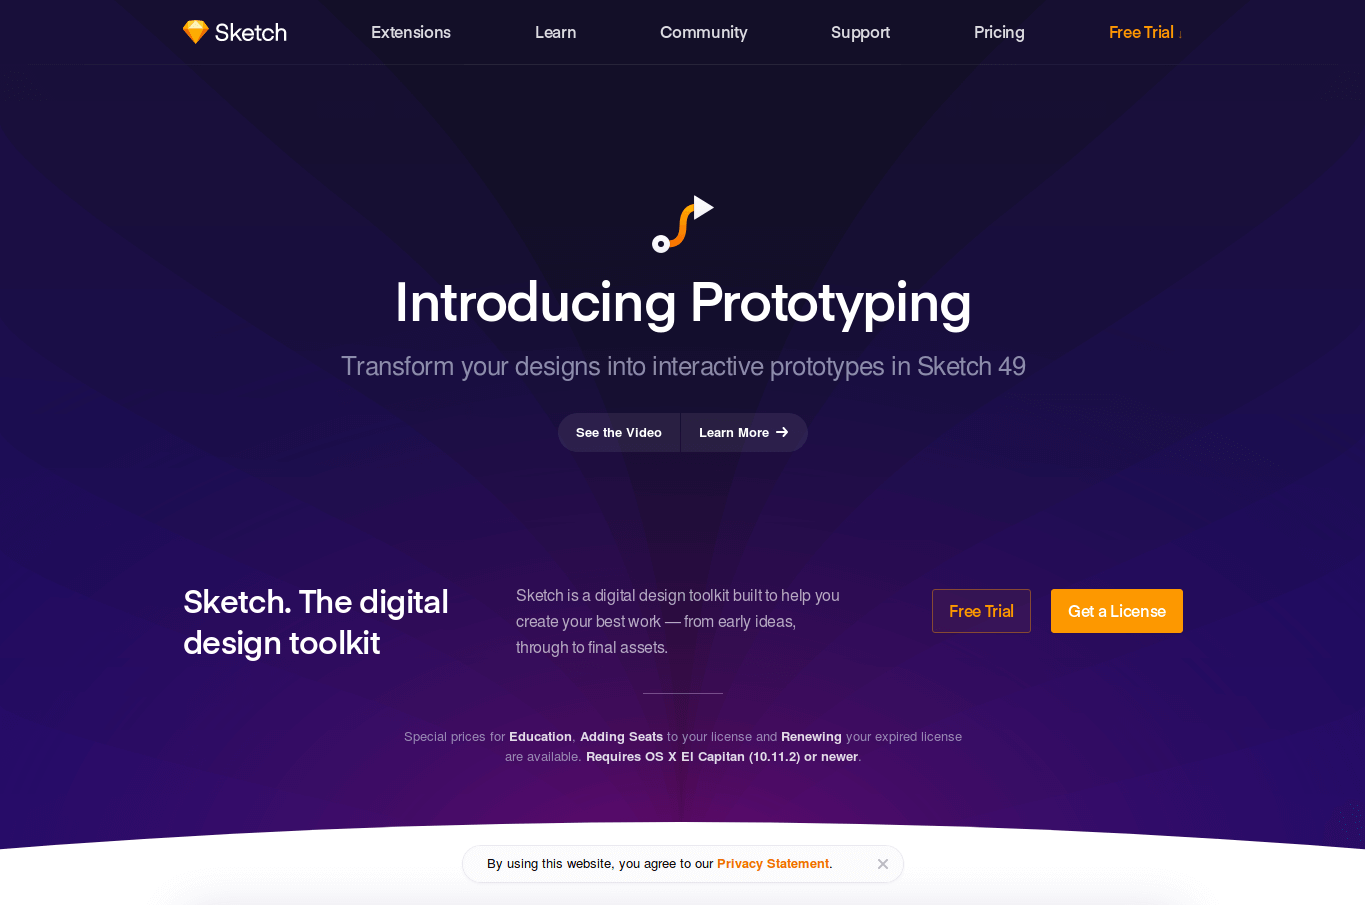 Sketch
Extensions
Learn
Community
Support
Pricing
Free Trial ↓
Introducing Prototyping
Transform your designs into interactive prototypes in Sketch 49
See the Video
Learn More →
Sketch. The digital
design toolkit
Sketch is a digital design toolkit built to help you
create your best work — from early ideas,
through to final assets.
Free Trial
Get a License
Special prices for Education. Adding Seats to your license and Renewing your expired license
are available. Requires OS X El Capitan (10.11.2) or newer.
By using this website, you agree to our Privacy Statement.